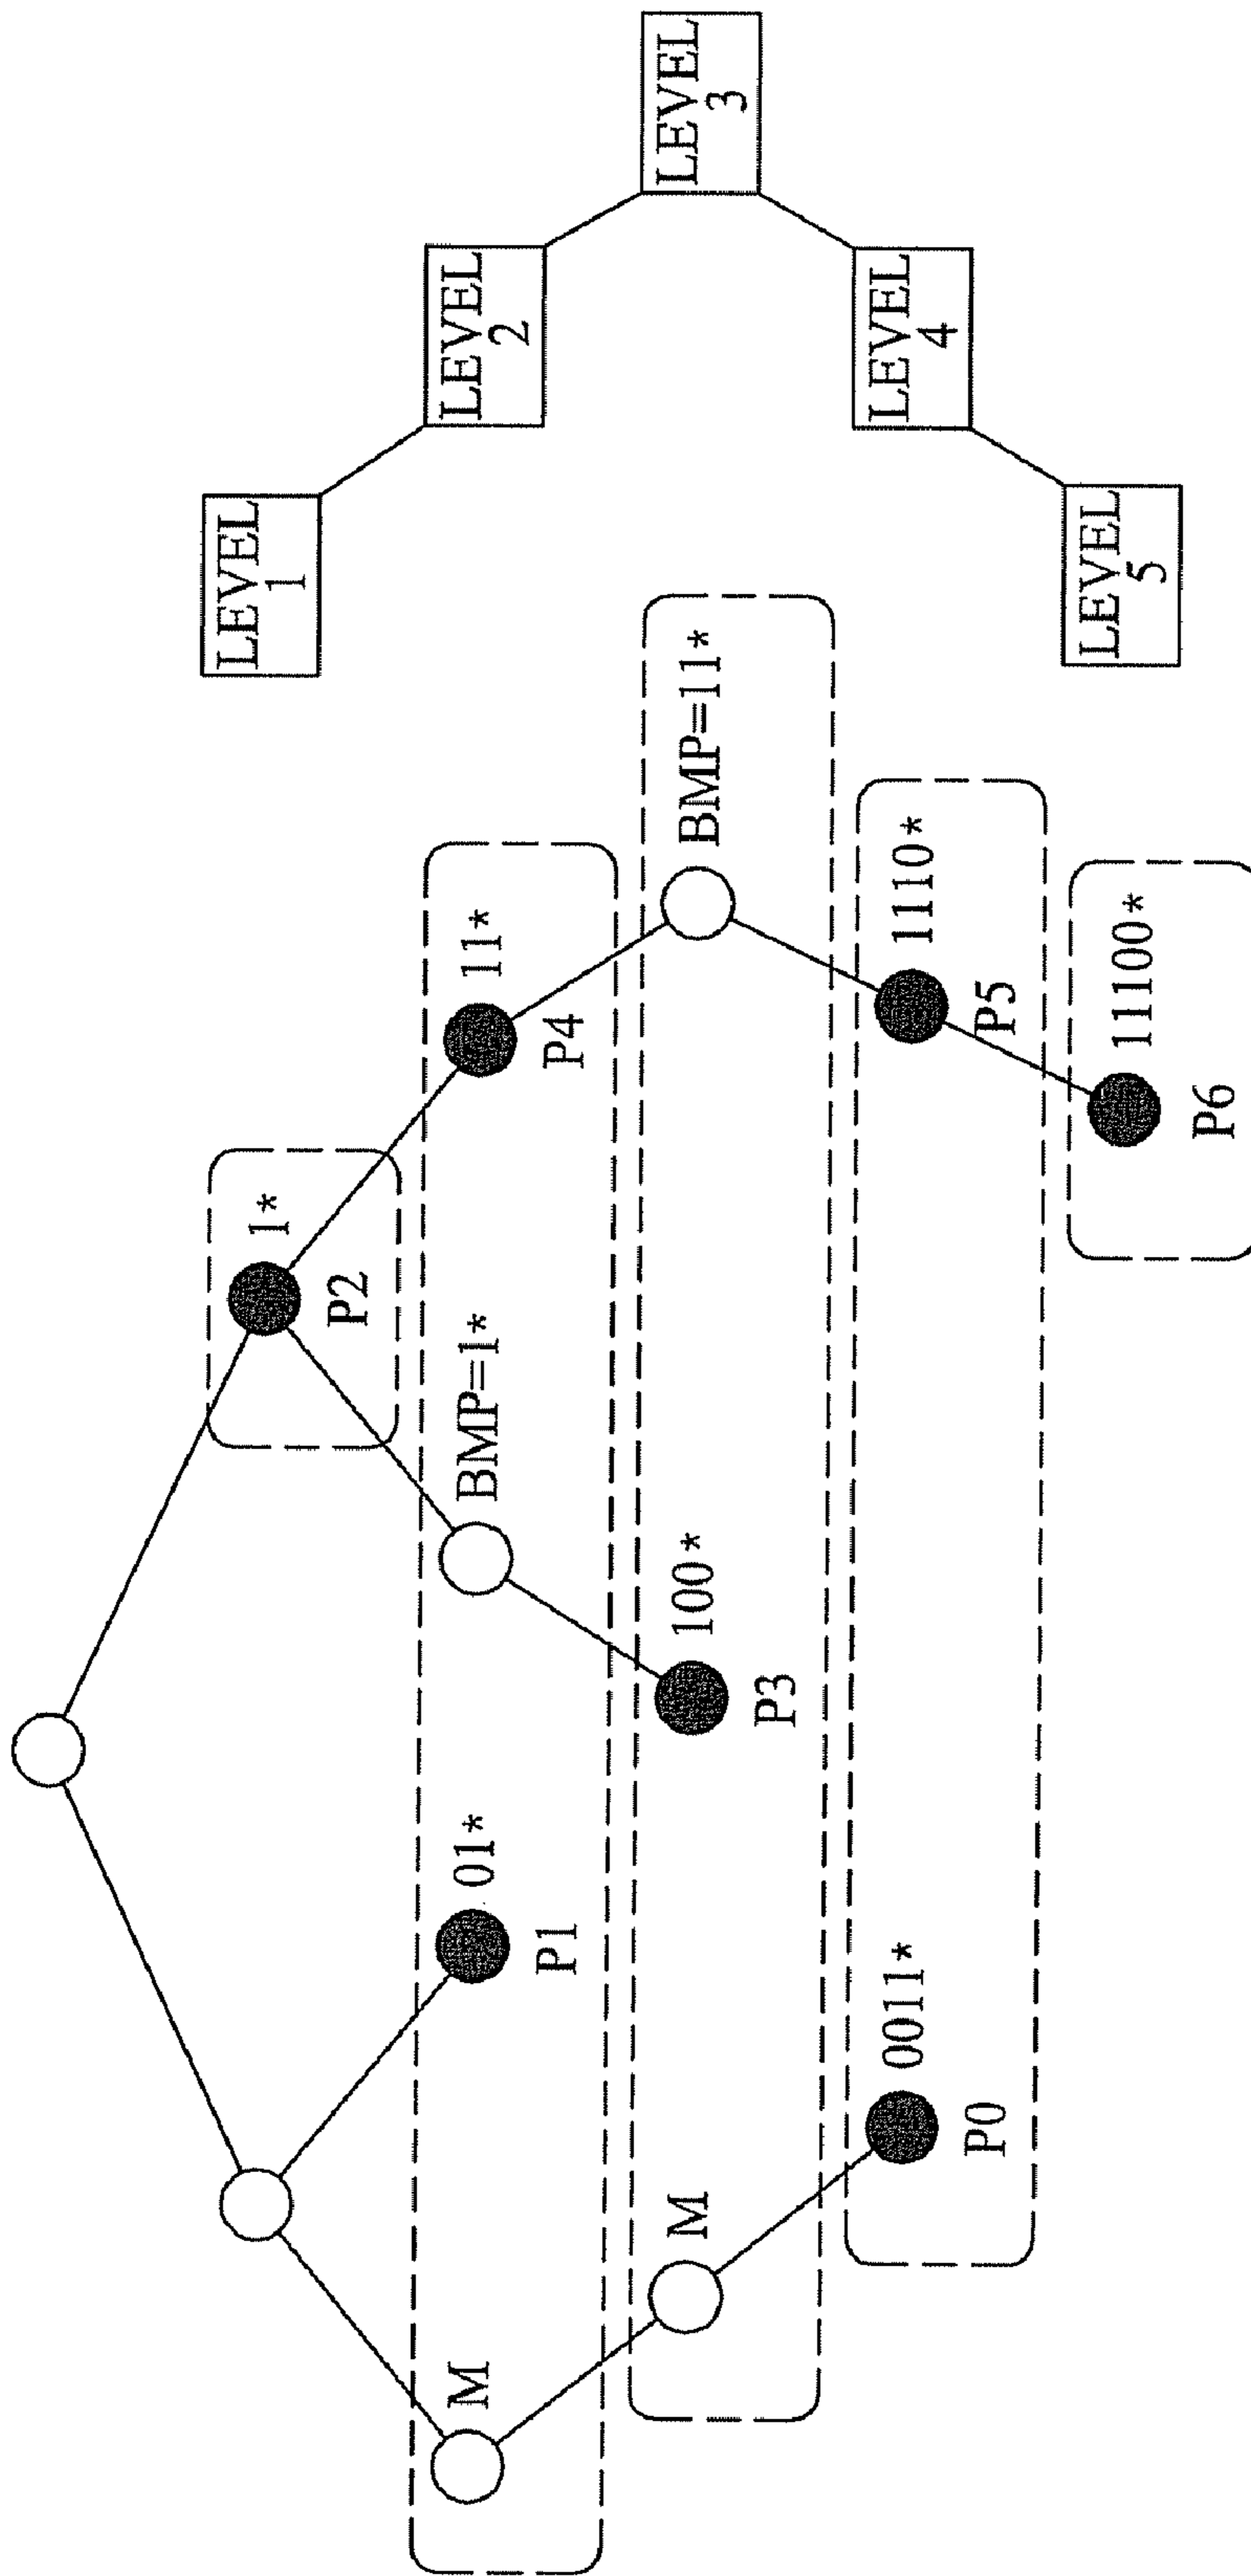 1*
P2
LEVEL
1
M
01*
P1
BMP=1*
11*
P4
LEVEL
2
M
100*
P3
BMP=11*
LEVEL
3
0011*
P0
1110*
P5
LEVEL
4
11100*
P6
LEVEL
5